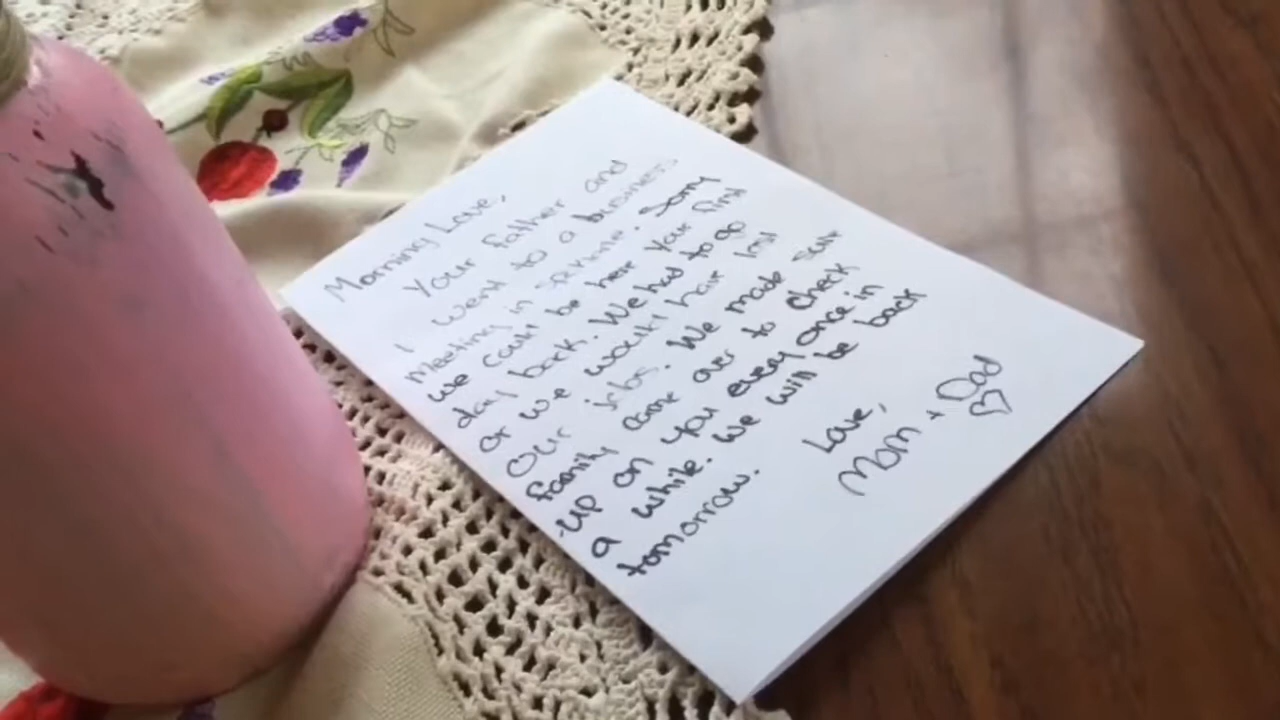 Morning Love,
Your father and
I went to a business
meeting in Spokane. Sorry
we could be here your first
day back. We had to go
or we would har lost
Our jobs. We made sure
family came over to check
-up on you every once in
a while. We will be back
tomorrow.
Love,
Mom + Dad